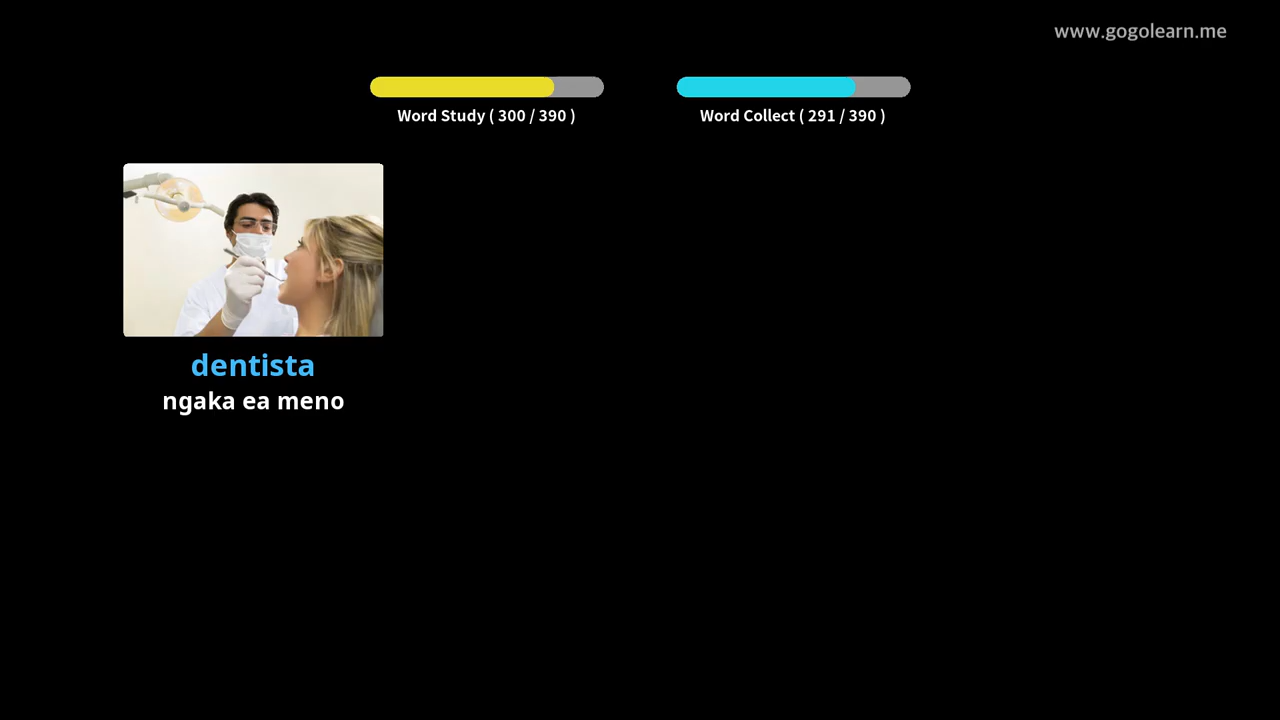 www.gogolearn.me
Word Study ( 300 / 390 )
Word Collect ( 291 / 390 )
dentista
ngaka ea meno